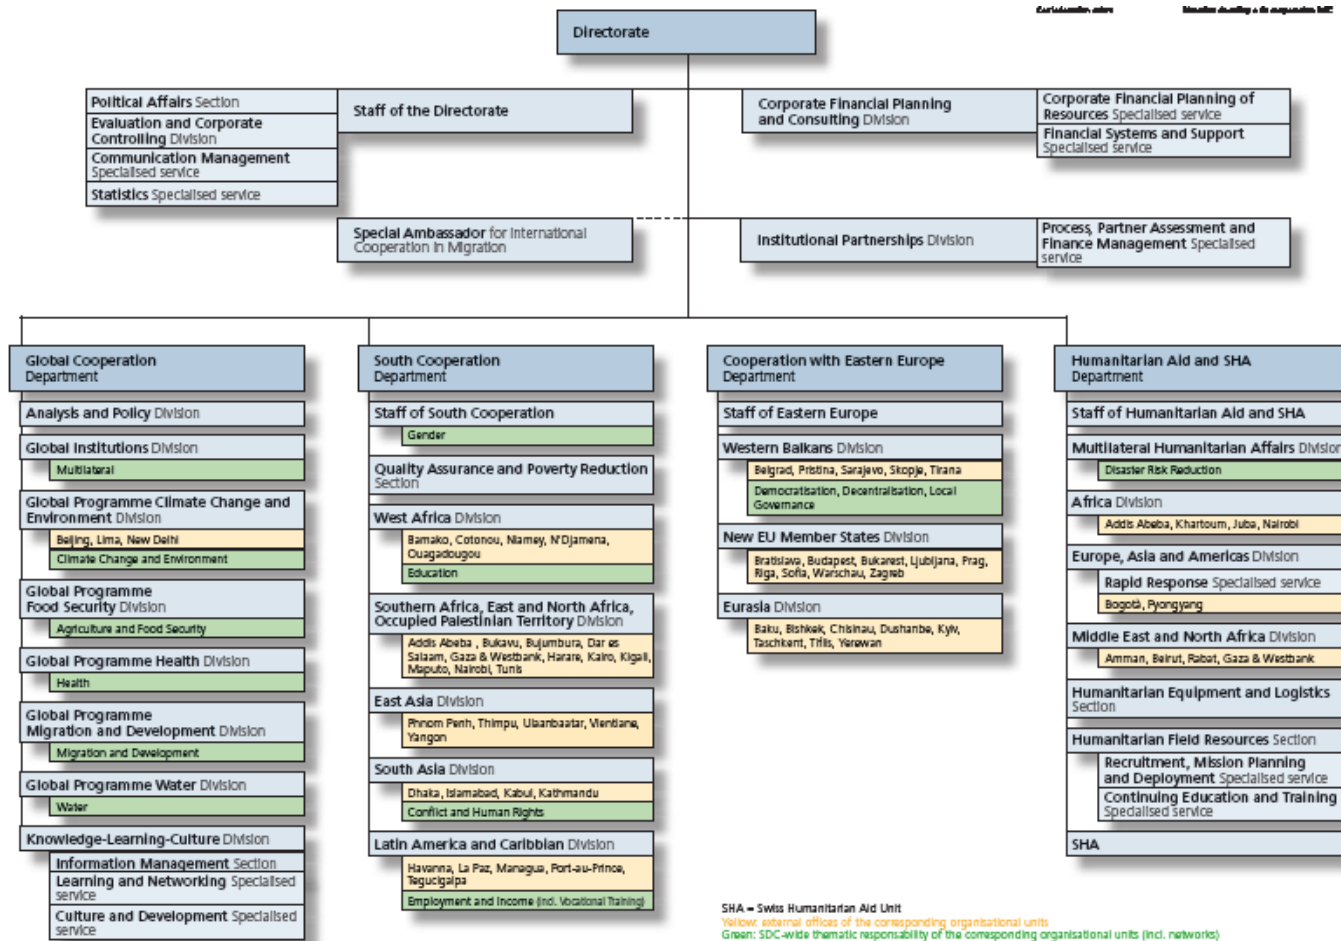 Directorate
Political Affairs Section
Evaluation and Corporate
Controlling Division
Communication Management
Specialised service
Statistics Specialised service
Staff of the Directorate
Corporate Financial Planning
and Consulting Division
Corporate Financial Planning of
Resources Specialised service
Financial Systems and Support
Specialised service
Special Ambassador for International
Cooperation in Migration
Institutional Partnerships Division
Process, Partner Assessment and
Finance Management Specialised
service
Global Cooperation
Department
Analysis and Policy Division
Global Institutions Division
Multilateral
Global Programme Climate Change and
Environment Division
Beijing, Lima, New Delhi
Climate Change and Environment
Global Programme
Food Security Division
Agriculture and Food Security
Global Programme Health Division
Health
Global Programme
Migration and Development Division
Migration and Development
Global Programme Water Division
Water
Knowledge-Learning-Culture Division
Information Management Section
Learning and Networking Specialised
service
Culture and Development Specialised
service
South Cooperation
Department
Staff of South Cooperation
Gender
Quality Assurance and Poverty Reduction
Section
West Africa Division
Bamako, Cotonou, Niamey, N'Djamena,
Ouagadougou
Education
Southern Africa, East and North Africa,
Occupied Palestinian Territory Division
Addis Abeba , Bukavu, Bujumbura, Dar es
Salaam, Gaza & Westbank, Harare, Kairo, Kigali,
Maputo, Nairobi, Tunis
East Asia Division
Phnom Penh, Thimpu, Ulaanbaatar, Vientiane,
Yangon
South Asia Division
Dhaka, Islamabad, Kabul, Kathmandu
Conflict and Human Rights
Latin America and Caribbian Division
Havanna, La Paz, Managua, Port-au-Prince,
Tegucigalpa
Employment and Income (incl. Vocational Training)
Cooperation with Eastern Europe
Department
Staff of Eastern Europe
Western Balkans Division
Belgrad, Pristina, Sarajevo, Skopje, Tirana
Democratisation, Decentralisation, Local
Governance
New EU Member States Division
Bratislava, Budapest, Bukarest, Ljubljana, Prag,
Riga, Sofia, Warschau, Zagreb
Eurasia Division
Baku, Bishkek, Chisinau, Dushanbe, Kyiv,
Taschkent, Tiflis, Yerewan
Humanitarian Aid and SHA
Department
Staff of Humanitarian Aid and SHA
Multilateral Humanitarian Affairs Division
Disaster Risk Reduction
Africa Division
Addis Abeba, Khartoum, Juba, Nairobi
Europe, Asia and Americas Division
Rapid Response Specialised service
Bogotà, Pyongyang
Middle East and North Africa Division
Amman, Beirut, Rabat, Gaza & Westbank
Humanitarian Equipment and Logistics
Section
Humanitarian Field Resources Section
Recruitment, Mission Planning
and Deployment Specialised service
Continuing Education and Training
Specialised service
SHA
SHA = Swiss Humanitarian Aid Unit
Yellow: external offices of the corresponding organisational units
Green: SDC-wide thematic responsability of the corresponding organisational units (incl. networks)